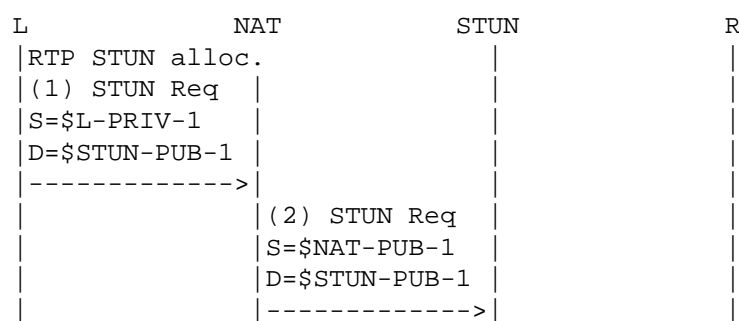 L             NAT           STUN             R
|RTP STUN alloc.              |              |
|(1) STUN Req  |              |              |
|S=$L-PRIV-1   |              |              |
|D=$STUN-PUB-1 |              |              |
|------------->|              |              |
|              |(2) STUN Req  |              |
|              |S=$NAT-PUB-1  |              |
|              |D=$STUN-PUB-1 |              |
|              |------------->|              |